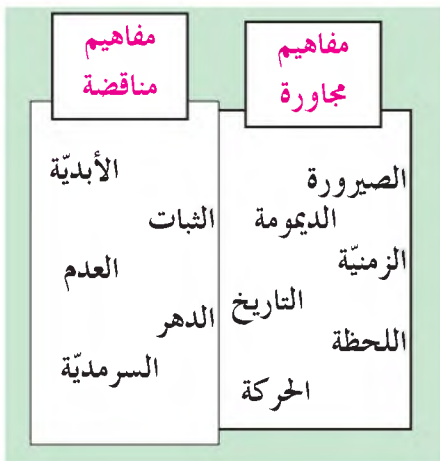 مفاهيم
مجاورة
الصيرورة
الديمومة
الزمنيّة
التاريخ
اللحظة
الحركة
مفاهيم
مناقضة
الأبديّة
الثبات
العدم
الدهر
السرمديّة